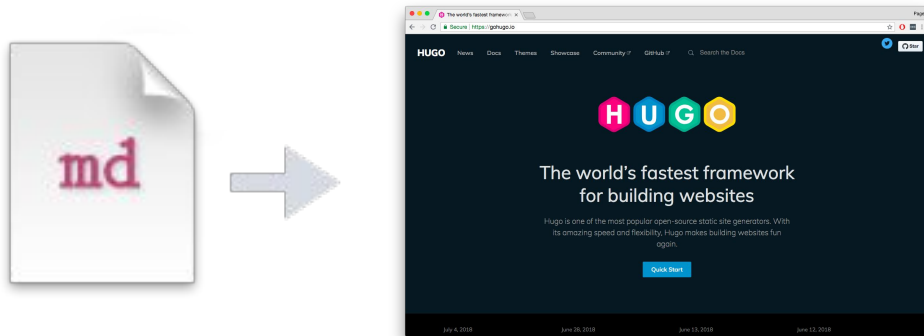 md
The world's fastest framework
Page
Secure | https://gohugo.io
HUGO News Docs Themes Showcase Community GitHub Search the Docs
Star
HUGO
The world's fastest framework
for building websites
Hugo is one of the most popular open-source static site generators. With
its amazing speed and flexibility, Hugo makes building websites fun
again.
Quick Start
July 4, 2018 June 28, 2018 June 13, 2018 June 12, 2018